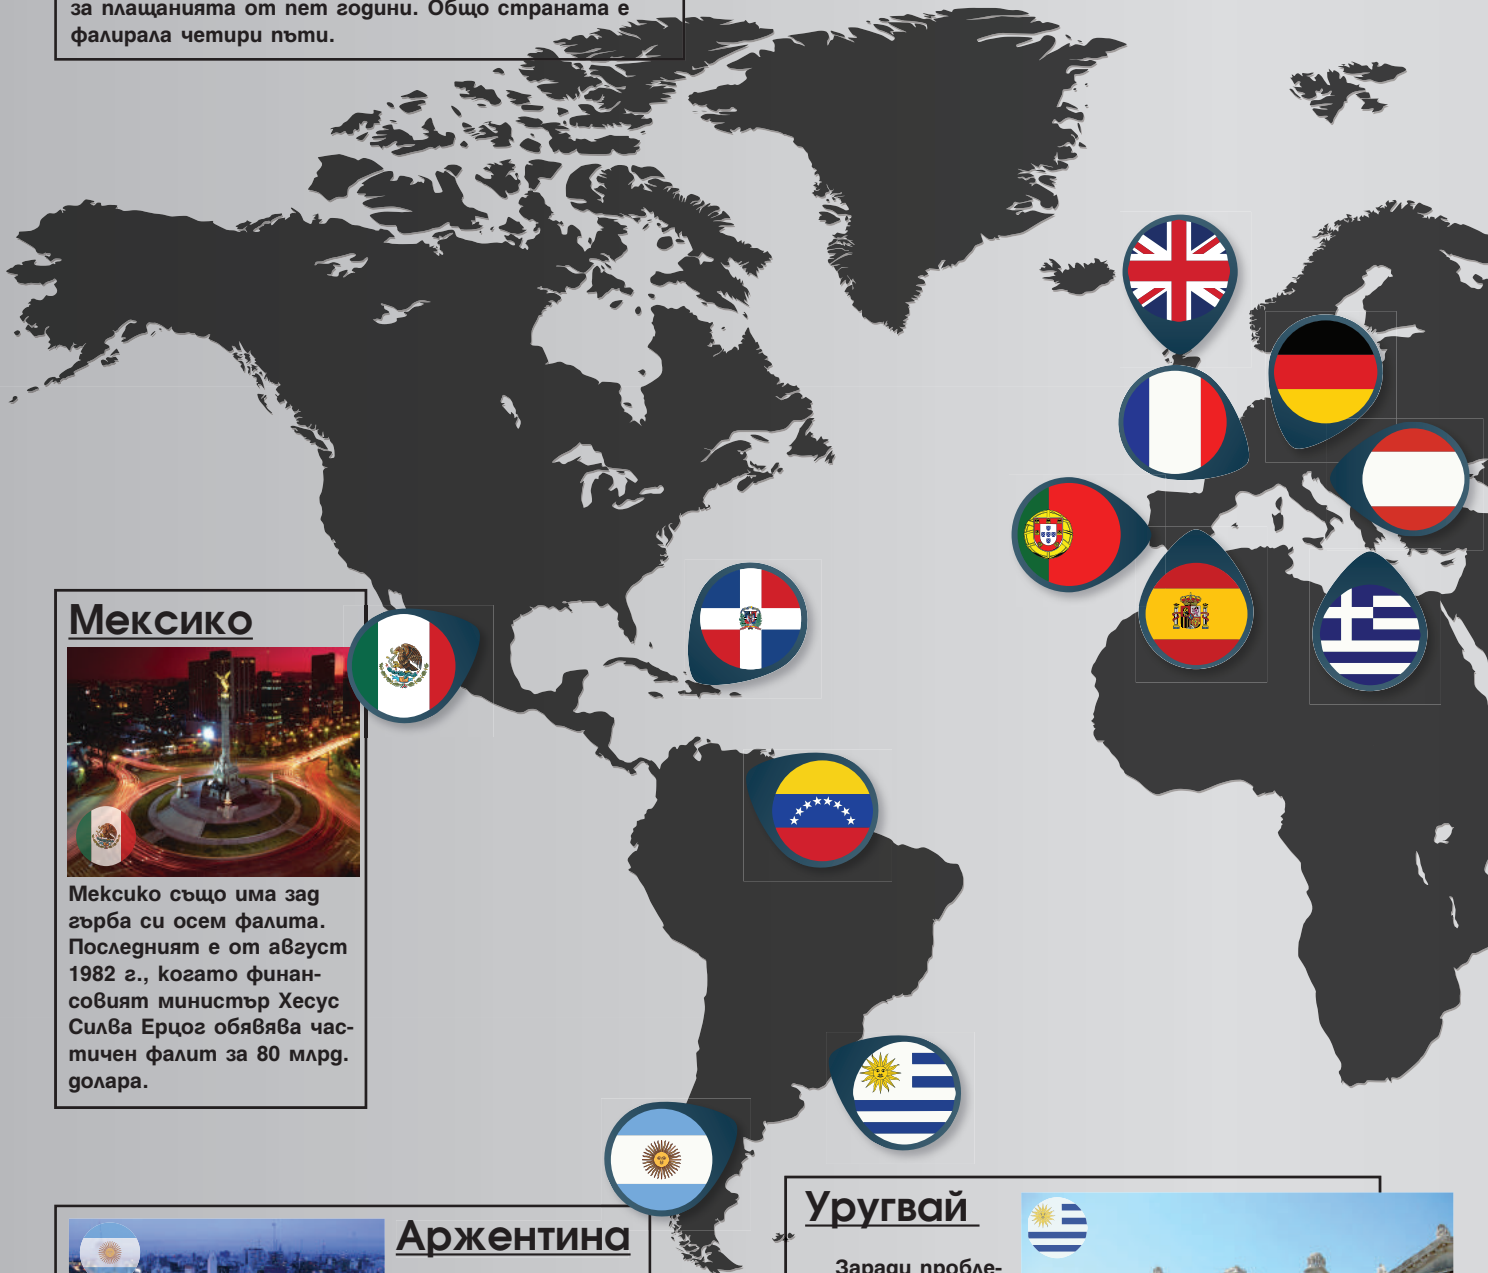 за плащанията от пет години. Общо страната е
фалирала четири пъти.
Мексико
Мексико също има зад
гърба си осем фалита.
Последният е от август
1982 г., когато финан-
совият министър Хесус
Силва Ерцог обявява час-
тичен фалит за 80 млрд.
долара.
Аржентина
Уругвай
Заради пробле-